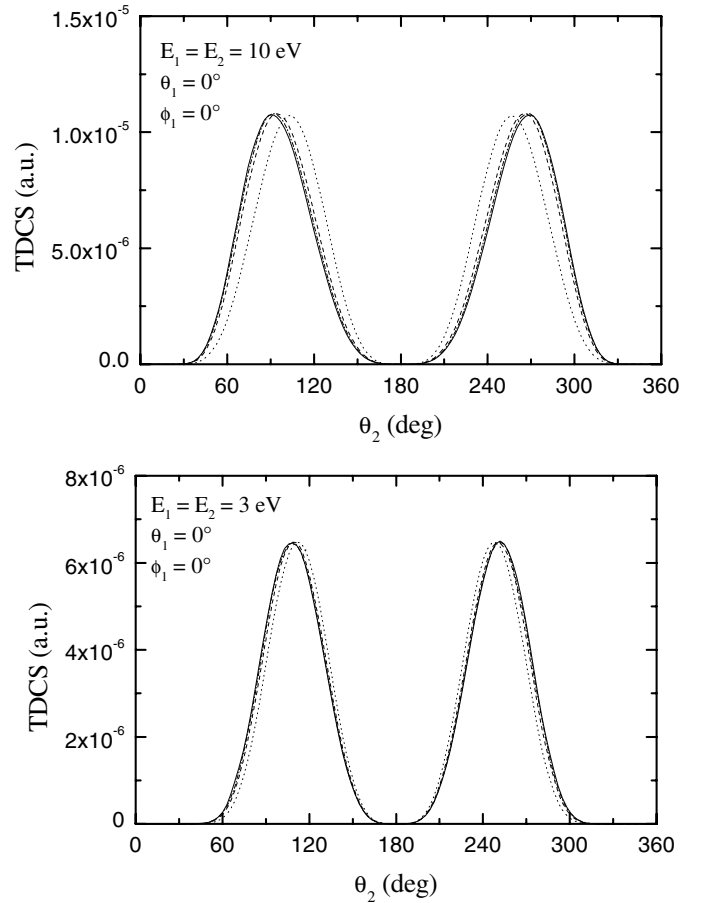 1.5x10⁻⁵
E₁ = E₂ = 10 eV
θ₁ = 0°
ϕ₁ = 0°
1.0x10⁻⁵
TDCS (a.u.)
5.0x10⁻⁶
0.0
0 60 120 180 240 300 360
θ₂ (deg)
8x10⁻⁶
E₁ = E₂ = 3 eV
θ₁ = 0°
ϕ₁ = 0°
6x10⁻⁶
TDCS (a.u.)
4x10⁻⁶
2x10⁻⁶
0
0 60 120 180 240 300 360
θ₂ (deg)